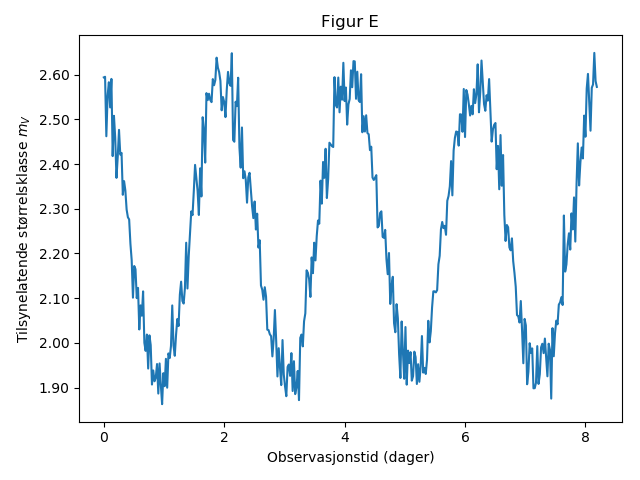 Figur E
Tilsynelatende størrelsesklasse $m_V$
2.60
2.50
2.40
2.30
2.20
2.10
2.00
1.90
0 2 4 6 8
Observasjonstid (dager)